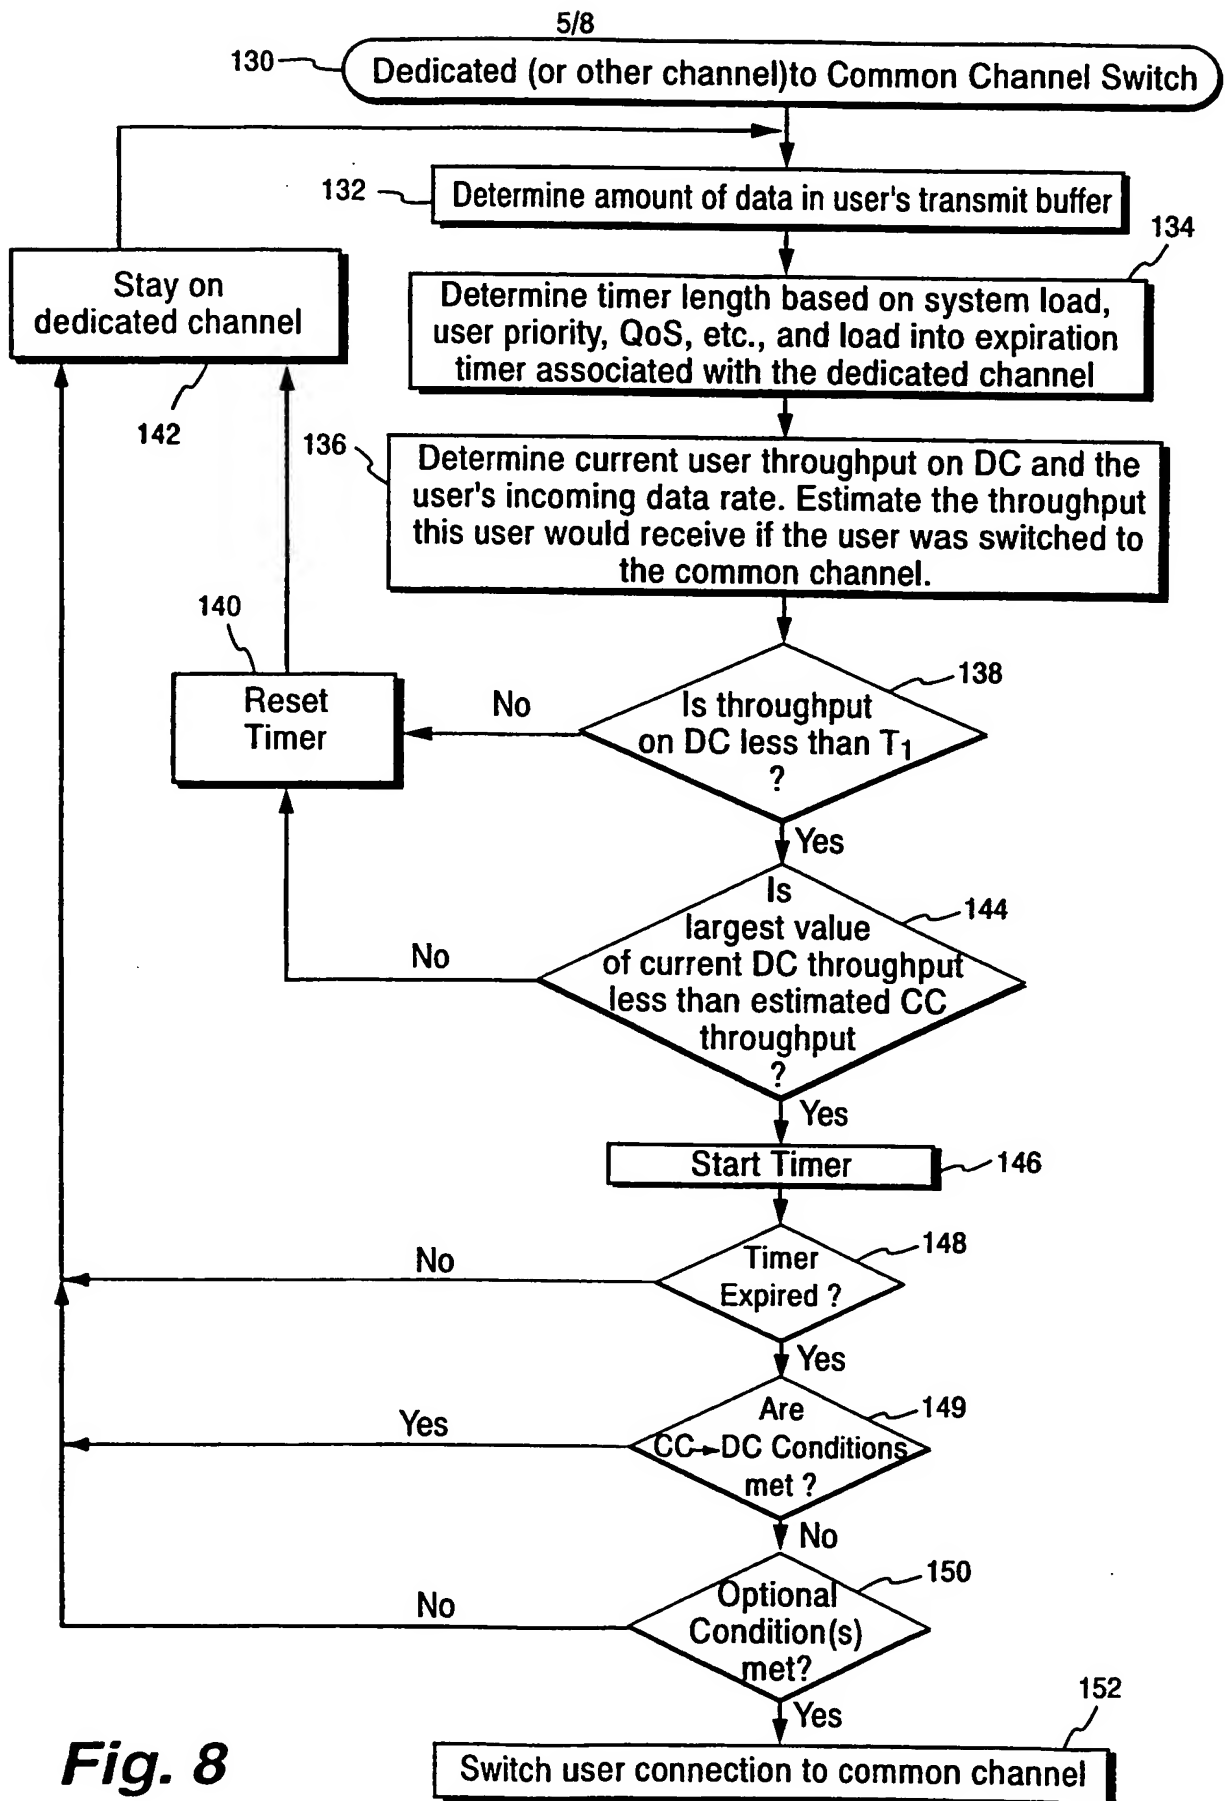 5/8
130
Dedicated (or other channel)to Common Channel Switch
132
Determine amount of data in user's transmit buffer
134
Determine timer length based on system load,
user priority, QoS, etc., and load into expiration
timer associated with the dedicated channel
Stay on
dedicated channel
142
136
Determine current user throughput on DC and the
user's incoming data rate. Estimate the throughput
this user would receive if the user was switched to
the common channel.
140
Reset
Timer
No
138
Is throughput
on DC less than T1
?
Yes
144
Is
largest value
of current DC throughput
less than estimated CC
throughput
?
No
Yes
Start Timer
146
148
Timer
Expired ?
No
Yes
149
Are
CC→DC Conditions
met ?
Yes
No
150
Optional
Condition(s)
met?
No
Yes
152
Switch user connection to common channel
Fig. 8